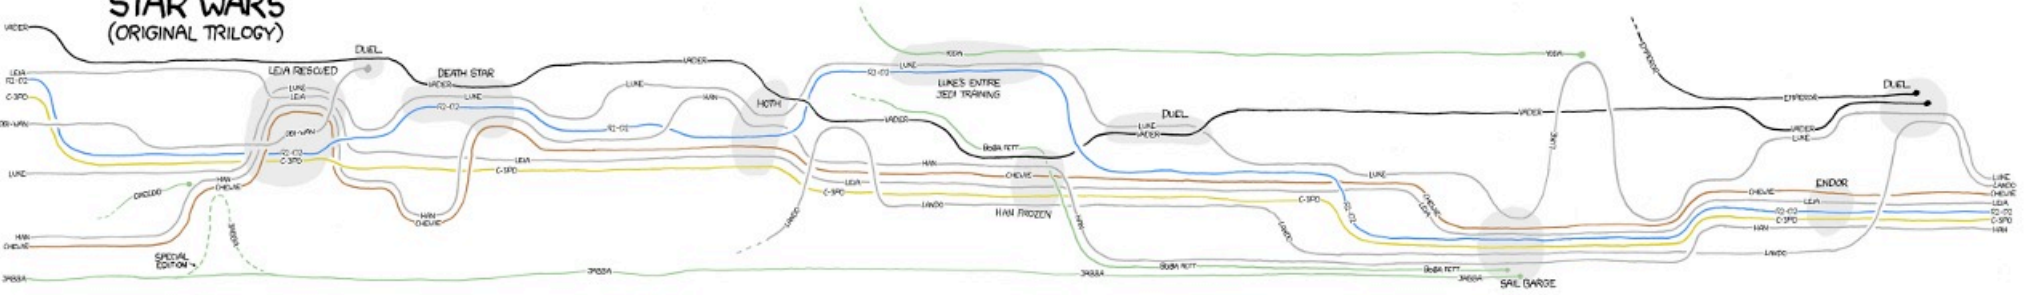 STAR WARS
(ORIGINAL TRILOGY)
VADER
LEIA
R2-D2
C-3PO
OBI-WAN
LUKE
HAN
CHEWIE
JABBA
GREEDO
SPECIAL
EDITION
JABBA
HAN
CHEWIE
LEIA RESCUED
LUKE
LEIA
OBI-WAN
R2-D2
C-3PO
DUEL
DEATH STAR
VADER
LUKE
R2-D2
HAN
CHEWIE
LEIA
C-3PO
JABBA
LUKE
R2-D2
VADER
HAN
HOTH
LANDO
C-3PO
LEIA
VADER
R2-D2
LUKE
YODA
LUKE'S ENTIRE
JEDI TRAINING
BOBA FETT
HAN
CHEWIE
LANDO
HAN FROZEN
HAN
JABBA
BOBA FETT
DUEL
LUKE
VADER
LANDO
C-3PO
R2-D2
LUKE
CHEWIE
LEIA
BOBA FETT
JABBA
SAIL BARGE
VADER
LUKE
YODA
EMPEROR
EMPEROR
VADER
LUKE
DUEL
ENDOR
CHEWIE
LEIA
R2-D2
C-3PO
HAN
LANDO
LUKE
LANDO
CHEWIE
LEIA
R2-D2
C-3PO
HAN